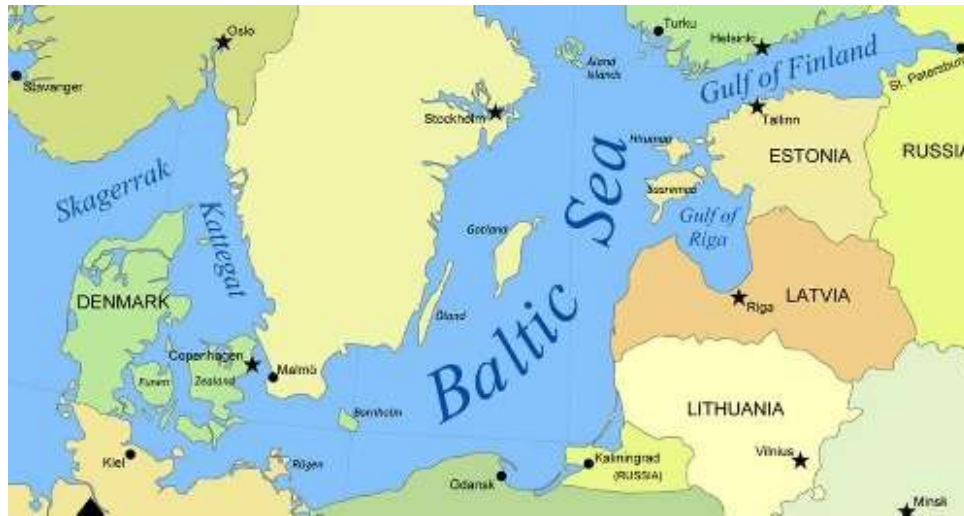 Oslo
Stavanger
Turku
Helsinki
Åland
Islands
Gulf of Finland
St. Petersburg
Stockholm
Tallinn
Hiiumaa
ESTONIA
RUSSIA
Skagerrak
Kattegat
Saaremaa
Gulf of
Riga
Gotland
Baltic Sea
DENMARK
Öland
Riga
LATVIA
Copenhagen
Malmö
Funen
Zealand
Bornholm
LITHUANIA
Kiel
Rügen
Gdansk
Kaliningrad
(RUSSIA)
Vilnius
Minsk